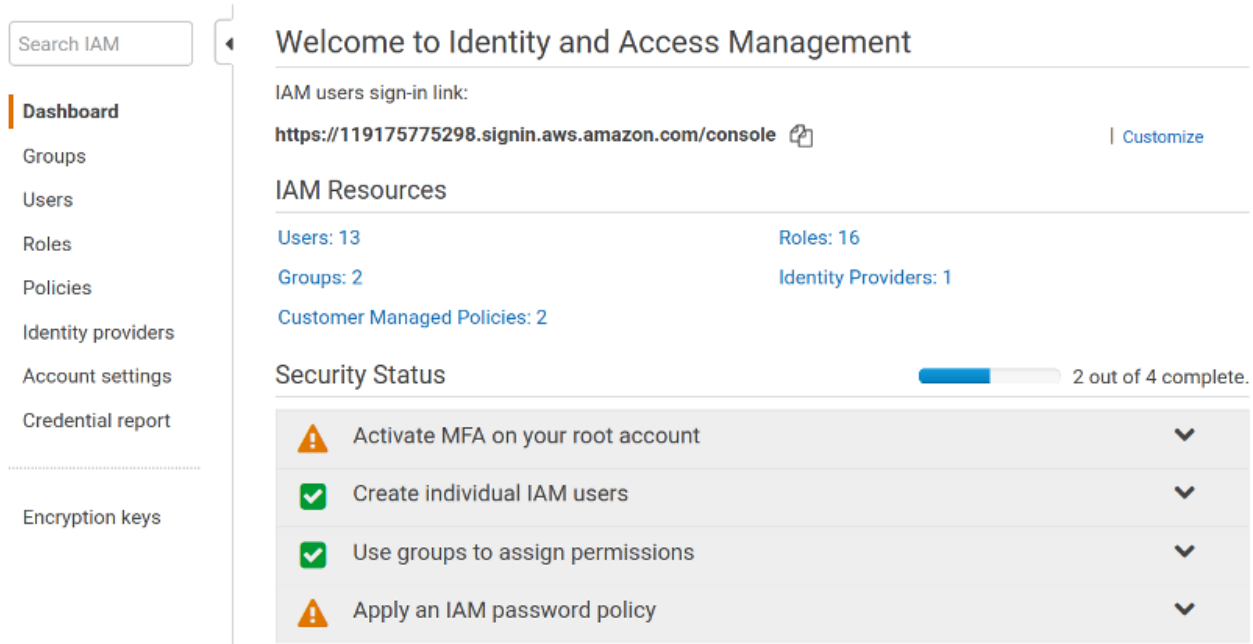 Search IAM
Dashboard
Groups
Users
Roles
Policies
Identity providers
Account settings
Credential report
Encryption keys
Welcome to Identity and Access Management
IAM users sign-in link:
https://119175775298.signin.aws.amazon.com/console
| Customize
IAM Resources
Users: 13
Roles: 16
Groups: 2
Identity Providers: 1
Customer Managed Policies: 2
Security Status
2 out of 4 complete.
Activate MFA on your root account
Create individual IAM users
Use groups to assign permissions
Apply an IAM password policy